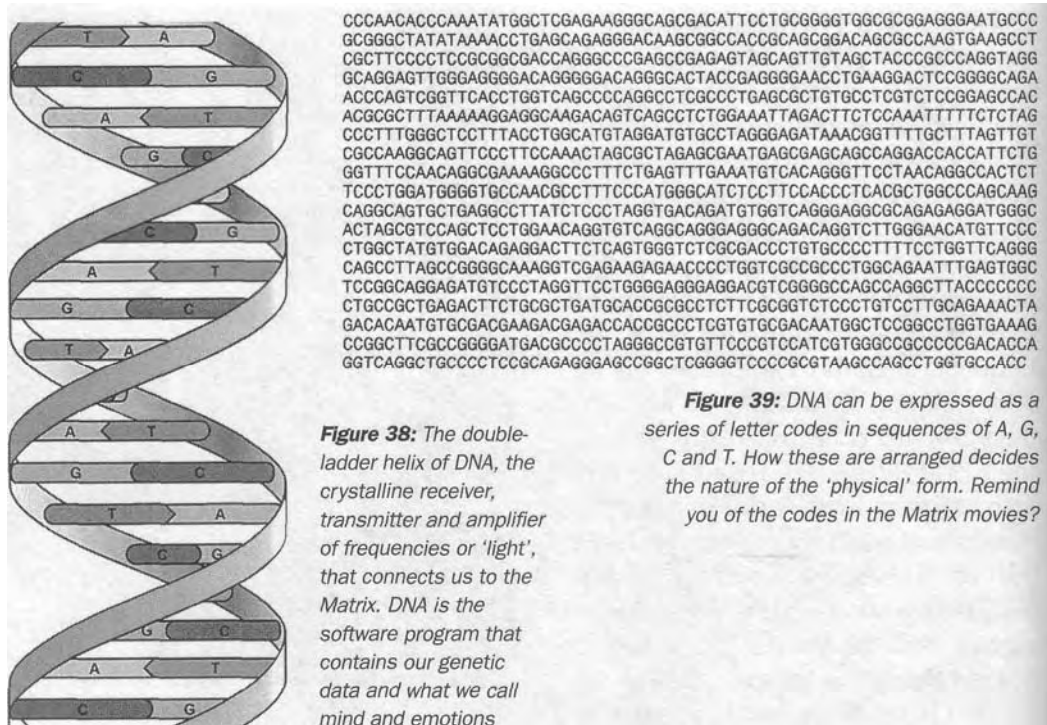 T A
C G
A T
G C
C G
A T
G C
T A
A T
G C
T A
C G
G C
A T
C G
CCCAACACCCAAATATGGCTCGAGAAGGGCAGCGACATTCCTGCGGGGTGGCGCGGAGGGAATGCCC
GCGGGCTATATAAAACCTGAGCAGAGGGACAAGCGGCCACCGCAGCGGACAGCGCCAAGTGAAGCCT
CGCTTCCCCTCCGCGGCGACCAGGGCCCGAGCCGAGAGTAGCAGTTGTAGCTACCCGCCCAGGTAGG
GCAGGAGTTGGGAGGGGACAGGGGGACAGGGCACTACCGAGGGGAACCTGAAGGACTCCGGGGCAGA
ACCCAGTCGGTTCACCTGGTCAGCCCCAGGCCTCGCCCTGAGCGCTGTGCCTCGTCTCCGGAGCCAC
ACGCGCTTTAAAAAGGAGGCAAGACAGTCAGCCTCTGGAAATTAGACTTCTCCAAATTTTTCTCTAG
CCCTTTGGGCTCCTTTACCTGGCATGTAGGATGTGCCTAGGGAGATAAACGGTTTTGCTTTAGTTGT
CGCCAAGGCAGTTCCCTTCCAAACTAGCGCTAGAGCGAATGAGCGAGCAGCCAGGACCACCATTCTG
GGTTTCCAACAGGCGAAAAGGCCCTTTCTGAGTTTGAAATGTCACAGGGTTCCTAACAGGCCACTCT
TCCCTGGATGGGGTGCCAACGCCTTTCCCATGGGCATCTCCTTCCACCCTCACGCTGGCCCAGCAAG
CAGGCAGTGCTGAGGCCTTATCTCCCTAGGTGACAGATGTGGTCAGGGAGGCGCAGAGAGGATGGGC
ACTAGCGTCCAGCTCCTGGAACAGGTGTCAGGCAGGGAGGGCAGACAGGTCTTGGGAACATGTTCCC
CTGGCTATGTGGACAGAGGACTTCTCAGTGGGTCTCGCGACCCTGTGCCCCTTTTCCTGGTTCAGGG
CAGCCTTAGCCGGGGCAAAGGTCGAGAAGAGAACCCCTGGTCGCCGCCCTGGCAGAATTTGAGTGGC
TCCGGCAGGAGATGTCCCTAGGTTCCTGGGGAGGGAGGACGTCGGGGCCAGCCAGGCTTACCCCCCC
CTGCCGCTGAGACTTCTGCGCTGATGCACCGCGCCTCTTCGCGGTCTCCCTGTCCTTGCAGAAACTA
GACACAATGTGCGACGAAGACGAGACCACCGCCCTCGTGTGCGACAATGGCTCCGGCCTGGTGAAAG
CCGGCTTCGCCGGGGATGACGCCCCTAGGGCCGTGTTCCCGTCCATCGTGGGCCGCCCCCGACACCA
GGTCAGGCTGCCCCTCCGCAGAGGGAGCCGGCTCGGGGTCCCCGCGTAAGCCAGCCTGGTGCCACC
Figure 39: DNA can be expressed as a
series of letter codes in sequences of A, G,
C and T. How these are arranged decides
the nature of the 'physical' form. Remind
you of the codes in the Matrix movies?
Figure 38: The double-
ladder helix of DNA, the
crystalline receiver,
transmitter and amplifier
of frequencies or 'light',
that connects us to the
Matrix. DNA is the
software program that
contains our genetic
data and what we call
mind and emotions